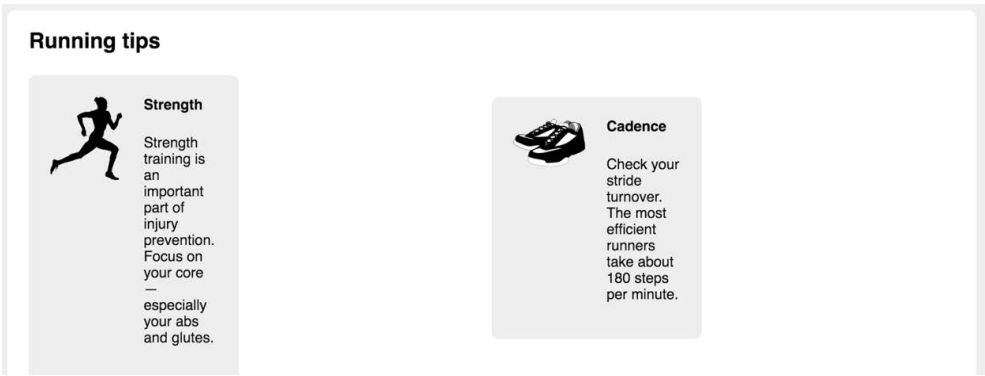 Running tips
Strength
Strength
training is
an
important
part of
injury
prevention.
Focus on
your core
—
especially
your abs
and glutes.
Cadence
Check your
stride
turnover.
The most
efficient
runners
take about
180 steps
per minute.